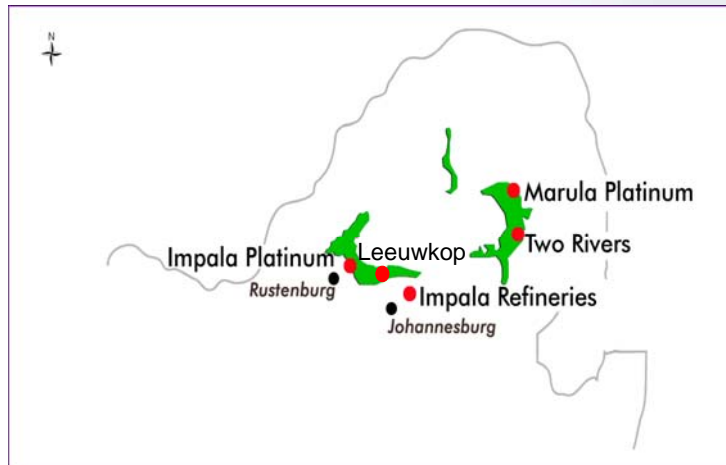 N
Marula Platinum
Two Rivers
Impala Platinum
Leeuwkop
Rustenburg
Impala Refineries
Johannesburg